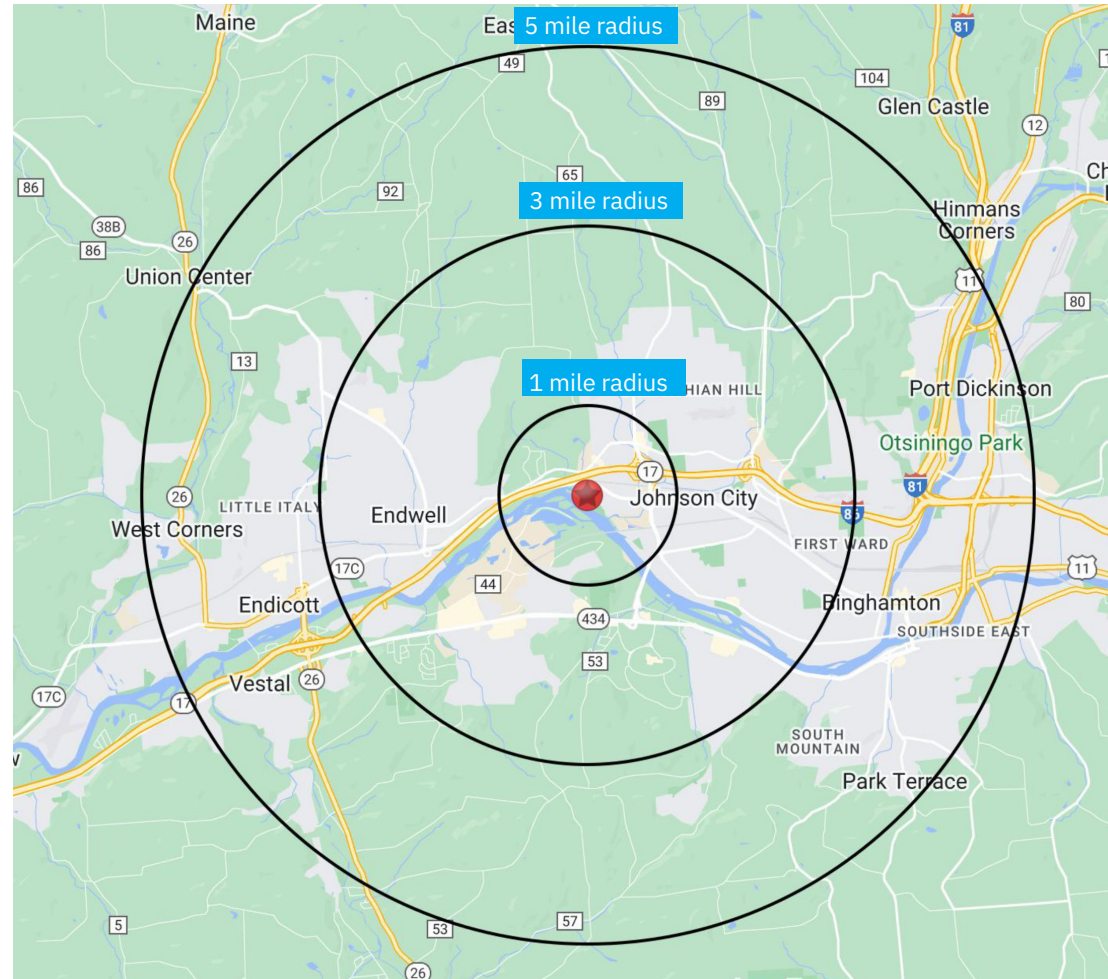 Maine
Eas
5 mile radius
81
49
104
89
Glen Castle
12
86
92
65
Ch
3 mile radius
38B
86
26
Hinmans
Corners
Union Center
11
80
13
1 mile radius
HIAN HILL
Port Dickinson
Otsiningo Park
17
81
26
LITTLE ITALY
Johnson City
Endwell
86
West Corners
FIRST WARD
17C
11
44
Endicott
434
Binghamton
SOUTHSIDE EAST
53
Vestal
26
17C
17
SOUTH
MOUNTAIN
w
Park Terrace
5
53
57
26